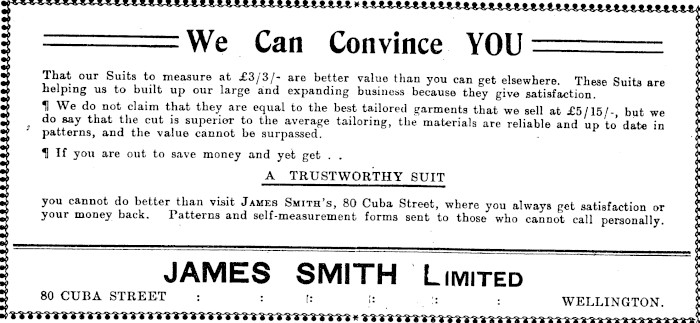 We Can Convince YOU
That our Suits to measure at £3/3/- are better value than you can get elsewhere. These Suits are
helping us to built up our large and expanding business because they give satisfaction.
¶ We do not claim that they are equal to the best tailored garments that we sell at £5/15/-, but we
do say that the cut is superior to the average tailoring, the materials are reliable and up to date in
patterns, and the value cannot be surpassed.
¶ If you are out to save money and yet get . .
A TRUSTWORTHY SUIT
you cannot do better than visit JAMES SMITH'S, 80 Cuba Street, where you always get satisfaction or
your money back. Patterns and self-measurement forms sent to those who cannot call personally.
JAMES SMITH LIMITED
80 CUBA STREET : : : : : : WELLINGTON.